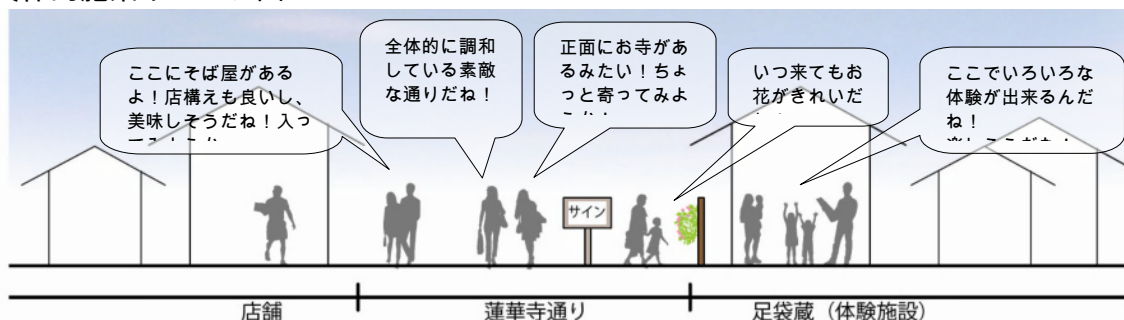 ここにそば屋がある
よ！店構えも良いし、
美味しそうだね！入っ
全体的に調和
している素敵
な通りだね！
正面にお寺があ
るみたい！ちょ
っと寄ってみよ
いつ来てもお
花がきれいだ
ここでいろいろな
体験が出来るんだ
ね！
サイン
店舗
蓮華寺通り
足袋蔵（体験施設）